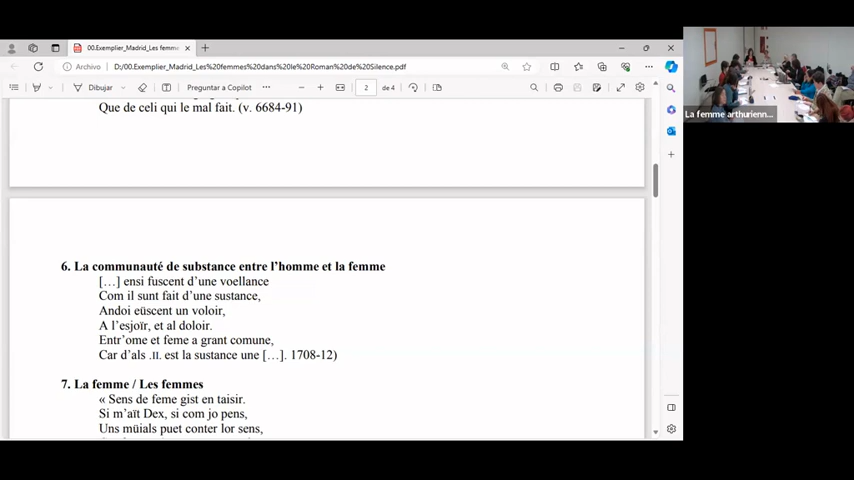 00.Exemplier_Madrid_Les femme
Archivo
D:/00.Exemplier_Madrid_Les%20femmes%20dans%20le%20Roman%20de%20Silence.pdf
Dibujar
Preguntar a Copilot
2
de 4
Que de celi qui le mal fait. (v. 6684-91)
6. La communauté de substance entre l'homme et la femme
[…] ensi fuscent d'une voellance
Com il sunt fait d'une sustance,
Andoi eüscent un voloir,
A l'esjoïr, et al doloir.
Entr'ome et feme a grant comune,
Car d'als .II. est la sustance une […]. 1708-12)
7. La femme / Les femmes
« Sens de feme gist en taisir.
Si m'aït Dex, si com jo pens,
Uns müials puet conter lor sens,
La femme arthurienn...